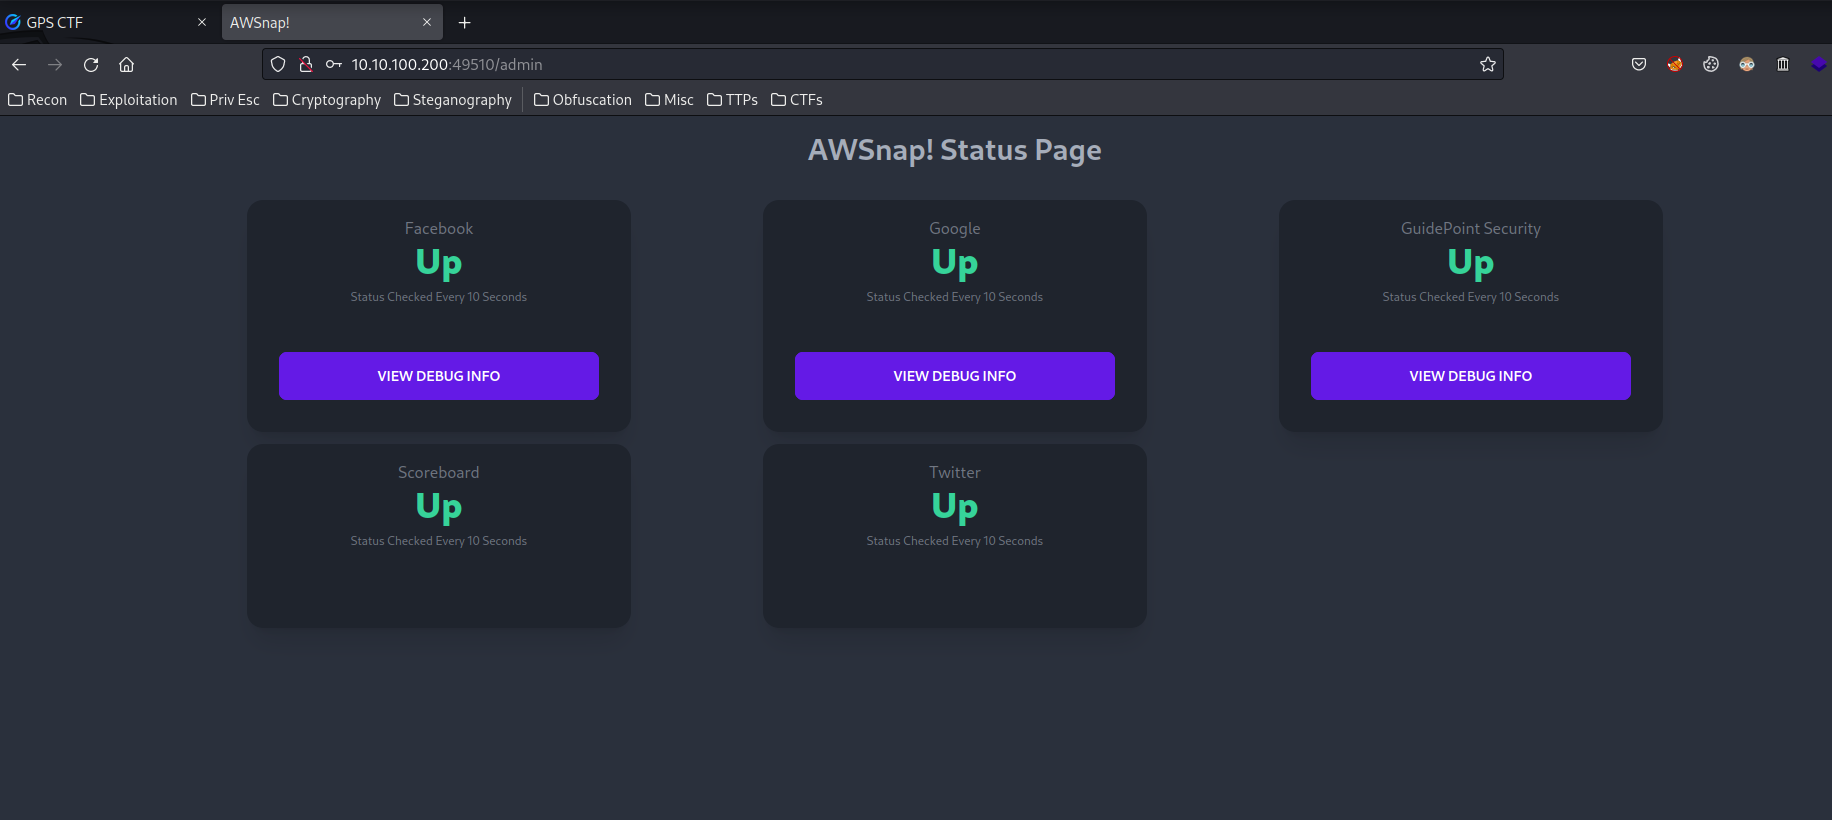 GPS CTF
AWSnap!
10.10.100.200:49510/admin
Recon Exploitation Priv Esc Cryptography Steganography Obfuscation Misc TTPs CTFs
AWSnap! Status Page
Facebook
Up
Status Checked Every 10 Seconds
VIEW DEBUG INFO
Google
Up
Status Checked Every 10 Seconds
VIEW DEBUG INFO
GuidePoint Security
Up
Status Checked Every 10 Seconds
VIEW DEBUG INFO
Scoreboard
Up
Status Checked Every 10 Seconds
Twitter
Up
Status Checked Every 10 Seconds